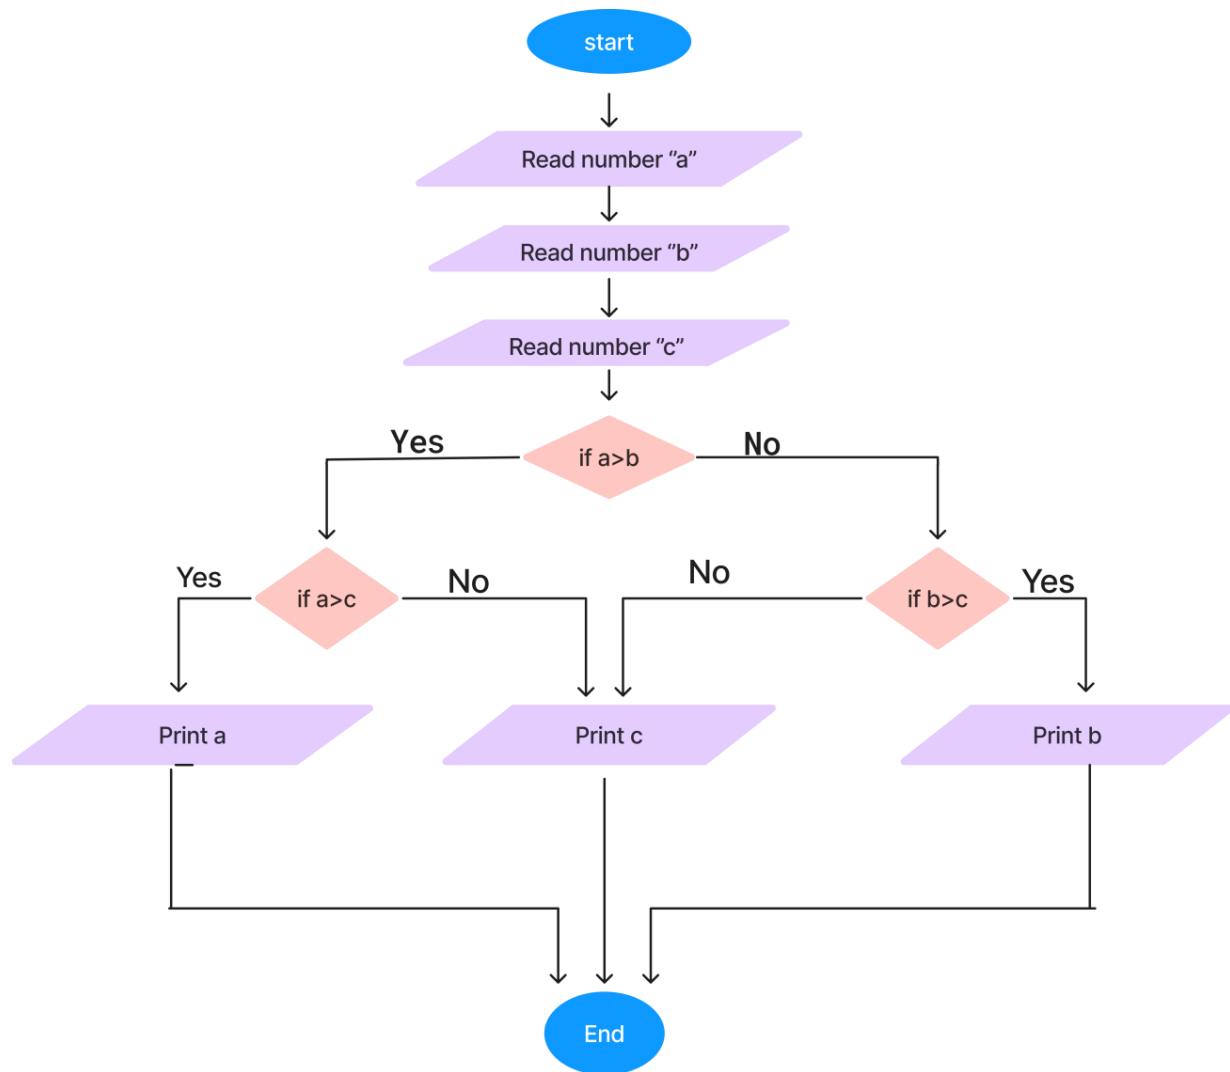 start
Read number “a”
Read number “b”
Read number “c”
Yes
if a>b
No
Yes
if a>c
No
No
if b>c
Yes
Print a
Print c
Print b
End